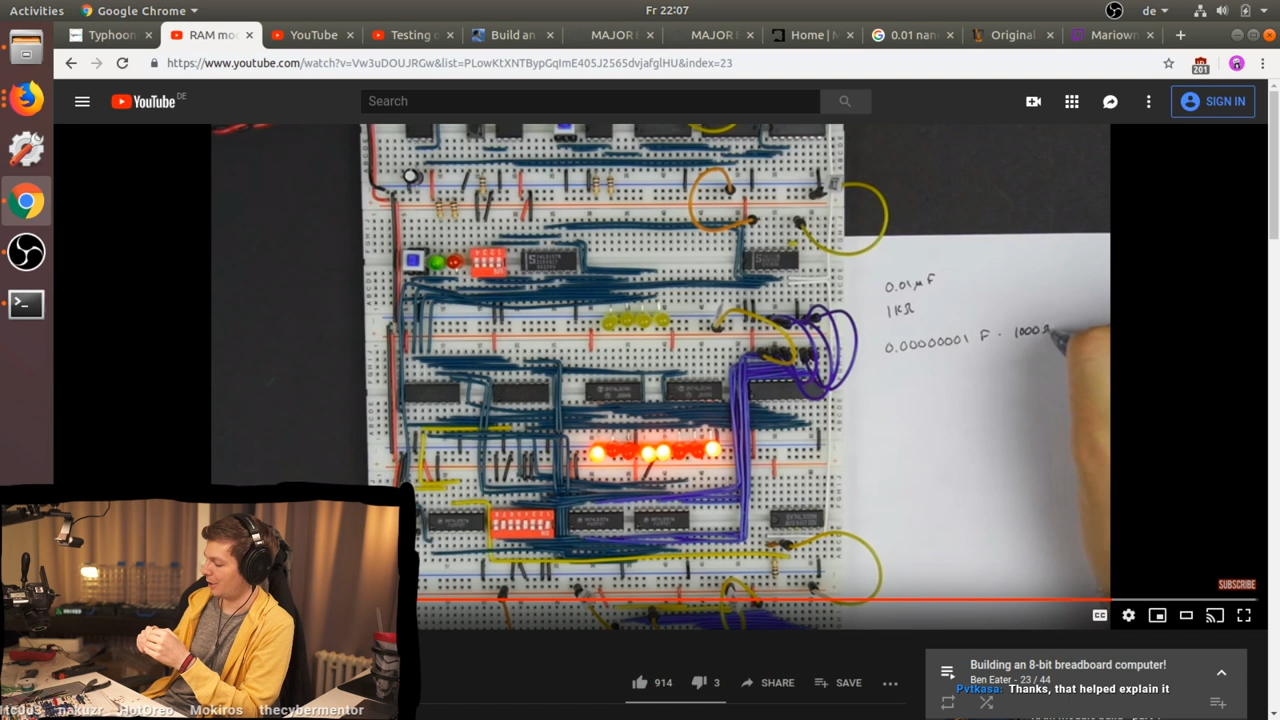 Activities
Google Chrome
Fr 22:07
de
Typhoon
RAM mo
YouTube
Testing o
Build an
MAJOR
MAJOR
Home |
0.01 nan
Original
Mariown
https://www.youtube.com/watch?v=Vw3uDOUJRGw&list=PLowKtXNTBypGqImE405J2565dvjafglHU&index=23
201
YouTube DE
Search
SIGN IN
0.01µF
1KΩ
0.00000001 F · 1000Ω
SUBSCRIBE
CC
914
3
SHARE
SAVE
Building an 8-bit breadboard computer!
Ben Eater - 23 / 44
Pvtkasa: Thanks, that helped explain it
nakuzr HotOreo Mokiros thecybermentor